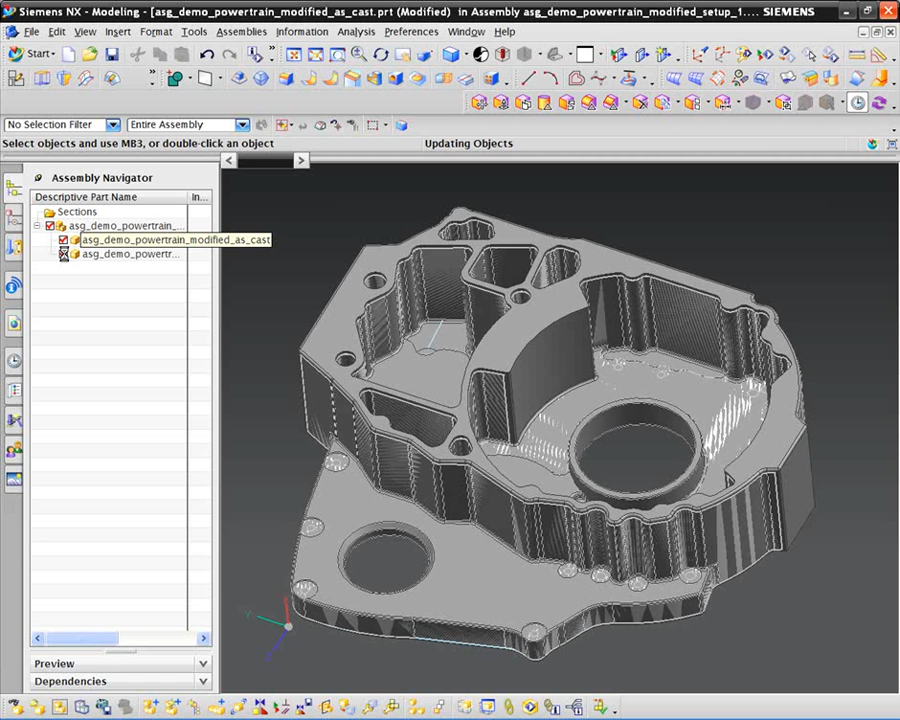 Siemens NX - Modeling - [asg_demo_powertrain_modified_as_cast.prt (Modified) in Assembly asg_demo_powertrain_modified_setup_1... SIEMENS
File Edit View Insert Format Tools Assemblies Information Analysis Preferences Window Help
Start
No Selection Filter Entire Assembly
Select objects and use MB3, or double-click an object Updating Objects
Assembly Navigator
Descriptive Part Name In...
Sections
asg_demo_powertrain_...
asg_demo_powertrain_modified_as_cast
asg_demo_powertr...
Y
Preview
Dependencies